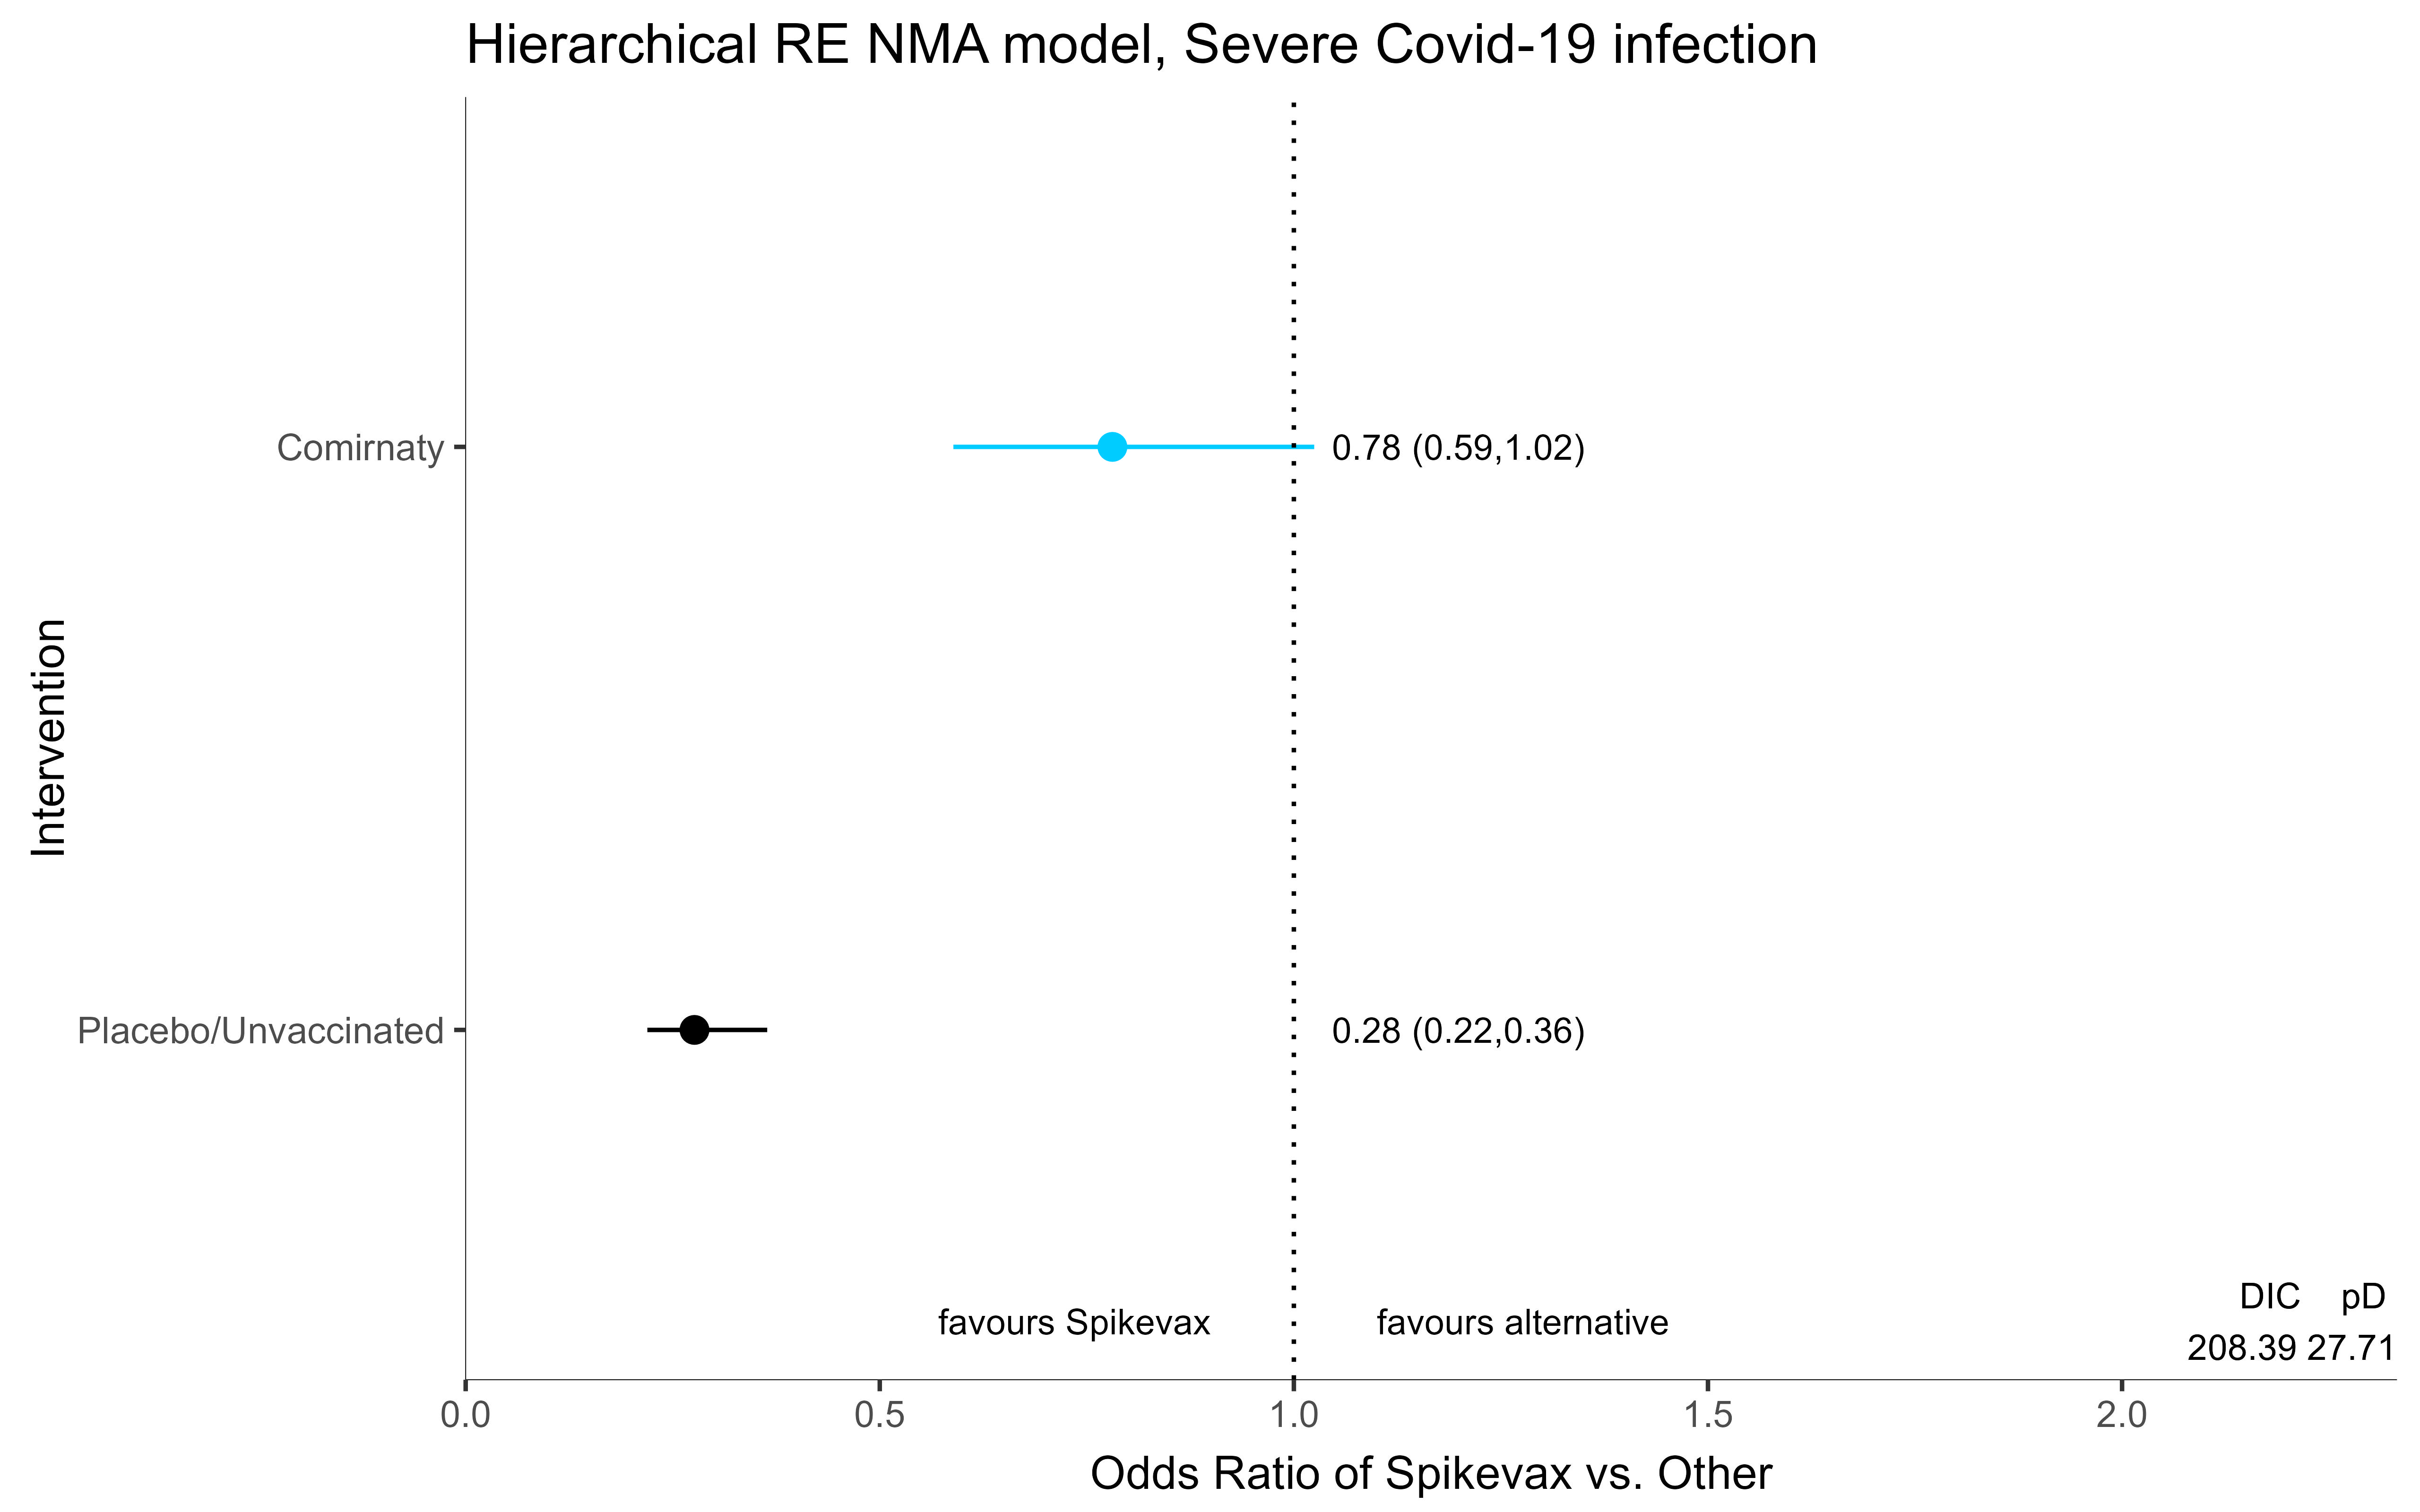 Hierarchical RE NMA model, Severe Covid-19 infection
Intervention
Comirnaty
0.78 (0.59,1.02)
Placebo/Unvaccinated
0.28 (0.22,0.36)
favours Spikevax
favours alternative
DIC pD
208.39 27.71
0.0 0.5 1.0 1.5 2.0
Odds Ratio of Spikevax vs. Other